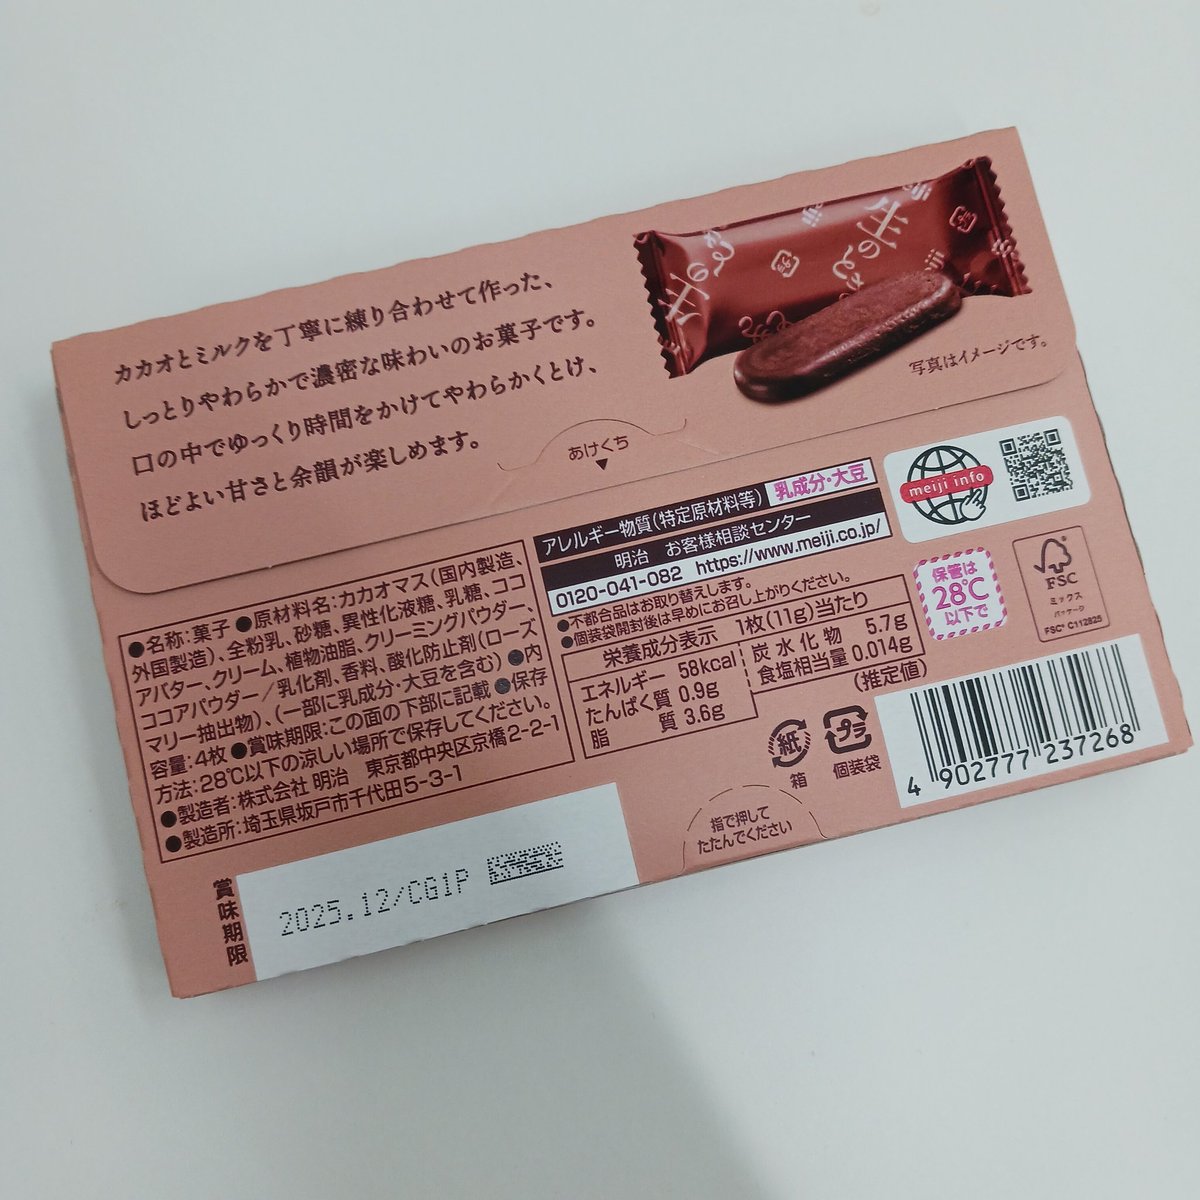 カカオとミルクを丁寧に練り合わせて作った、
しっとりやわらかで濃密な味わいのお菓子です。
口の中でゆっくり時間をかけてやわらかくとけ、
ほどよい甘さと余韻が楽しめます。
生のとき
meiji
写真はイメージです。
あけくち
アレルギー物質(特定原材料等) 乳成分・大豆
明治 お客様相談センター
0120-041-082 https://www.meiji.co.jp/
●不都合品はお取り替えします。
●個装袋開封後は早めにお召し上がりください。
meiji info
保管は
28℃
以下で
FSC
ミックス
パッケージ
FSC® C112825
●名称:菓子 ●原材料名:カカオマス(国内製造、
外国製造)、全粉乳、砂糖、異性化液糖、乳糖、ココ
アバター、クリーム、植物油脂、クリーミングパウダー、
ココアパウダー/乳化剤、香料、酸化防止剤(ローズ
マリー抽出物)、(一部に乳成分・大豆を含む) ●内
容量:4枚 ●賞味期限:この面の下部に記載 ●保存
方法:28℃以下の涼しい場所で保存してください。
●製造者:株式会社 明治 東京都中央区京橋2-2-1
●製造所:埼玉県坂戸市千代田5-3-1
栄養成分表示 1枚(11g)当たり
エネルギー 58kcal 炭水化物 5.7g
たんぱく質 0.9g 食塩相当量 0.014g
脂質 3.6g (推定値)
紙
箱
プラ
個装袋
4 902777 237268
指で押して
たたんでください
賞味期限
2025.12/CG1P